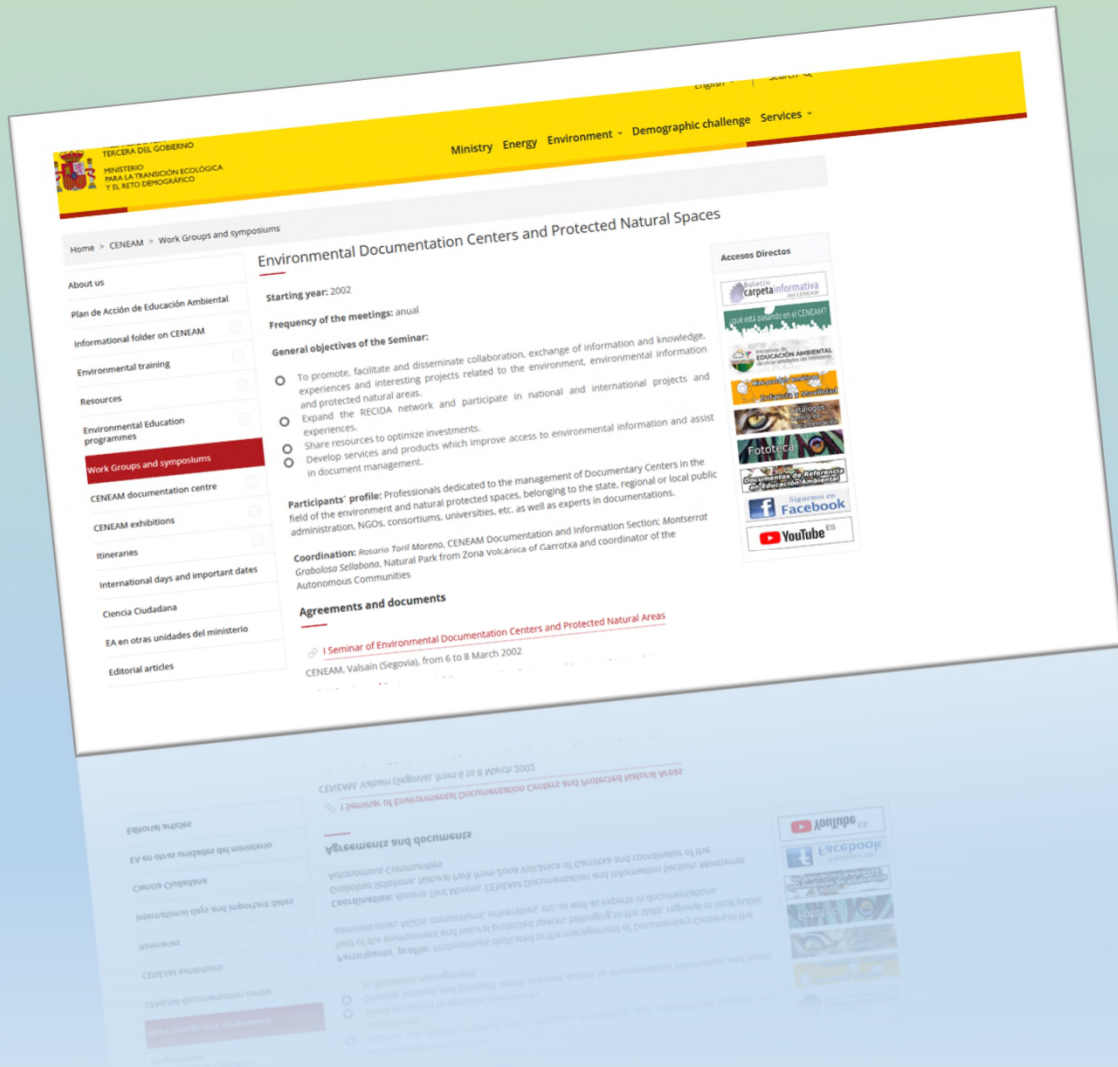 TERCERA DEL GOBIERNO
MINISTERIO
PARA LA TRANSICIÓN ECOLÓGICA
Y EL RETO DEMOGRÁFICO
English
Search
Ministry Energy Environment Demographic challenge Services
Home > CENEAM > Work Groups and symposiums
About us
Plan de Acción de Educación Ambiental
Informational folder on CENEAM
Environmental training
Resources
Environmental Education
programmes
Work Groups and symposiums
CENEAM documentation centre
CENEAM exhibitions
Itineraries
International days and important dates
Ciencia Ciudadana
EA en otras unidades del ministerio
Editorial articles
Environmental Documentation Centers and Protected Natural Spaces
Starting year: 2002
Frequency of the meetings: anual
General objectives of the Seminar:
To promote, facilitate and disseminate collaboration, exchange of information and knowledge,
experiences and interesting projects related to the environment, environmental information
and protected natural areas.
Expand the RECIDA network and participate in national and international projects and
experiences.
Share resources to optimize investments.
Develop services and products which improve access to environmental information and assist
in document management.
Participants' profile: Professionals dedicated to the management of Documentary Centers in the
field of the environment and natural protected spaces, belonging to the state, regional or local public
administration, NGOs, consortiums, universities, etc. as well as experts in documentations.
Coordination: Rosario Toril Moreno, CENEAM Documentation and Information Section; Montserrat
Grabolosa Sellabona, Natural Park from Zona Volcánica of Garrotxa and coordinator of the
Autonomous Communities
Agreements and documents
I Seminar of Environmental Documentation Centers and Protected Natural Areas
CENEAM, Valsain (Segovia), from 6 to 8 March 2002
Accesos Directos
Boletín
carpeta informativa
del CENEAM
¿qué está pasando en el CENEAM?
Iniciativas de
EDUCACIÓN AMBIENTAL
de otras unidades del Ministerio
Fototeca
Documentos de Referencia
en Educación Ambiental
Síguenos en
Facebook
YouTube ES